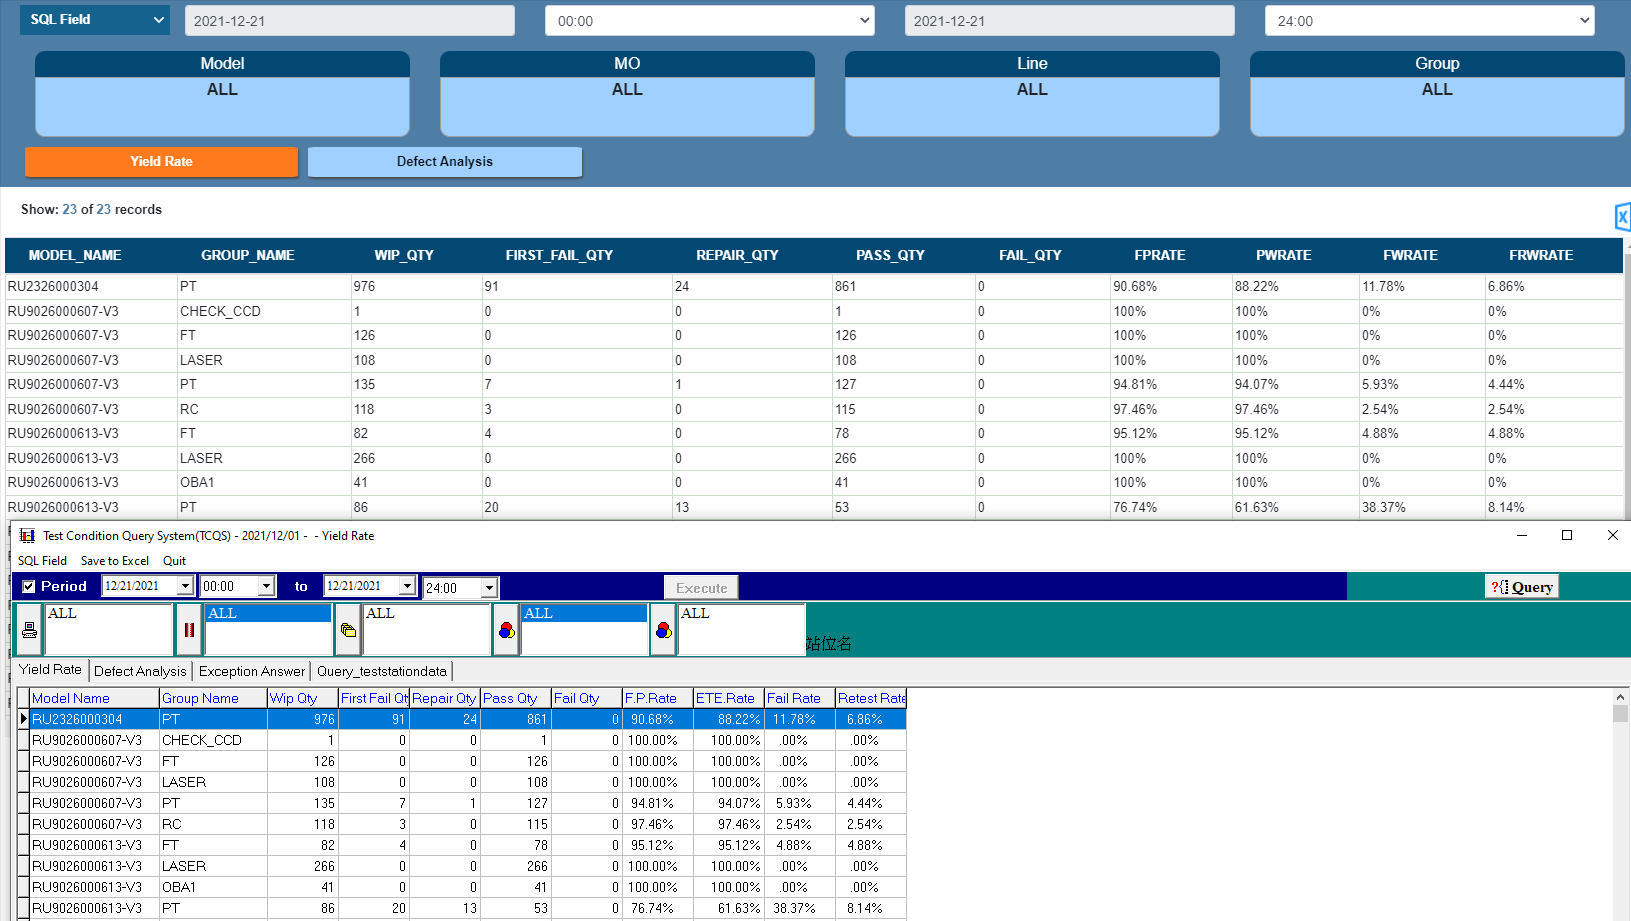 SQL Field 2021-12-21 00:00 2021-12-21 24:00
Model MO Line Group
ALL ALL ALL ALL
Yield Rate Defect Analysis
Show: 23 of 23 records
MODEL_NAME GROUP_NAME WIP_QTY FIRST_FAIL_QTY REPAIR_QTY PASS_QTY FAIL_QTY FPRATE PWRATE FWRATE FRWRATE
RU2326000304 PT 976 91 24 861 0 90.68% 88.22% 11.78% 6.86%
RU9026000607-V3 CHECK_CCD 1 0 0 1 0 100% 100% 0% 0%
RU9026000607-V3 FT 126 0 0 126 0 100% 100% 0% 0%
RU9026000607-V3 LASER 108 0 0 108 0 100% 100% 0% 0%
RU9026000607-V3 PT 135 7 1 127 0 94.81% 94.07% 5.93% 4.44%
RU9026000607-V3 RC 118 3 0 115 0 97.46% 97.46% 2.54% 2.54%
RU9026000613-V3 FT 82 4 0 78 0 95.12% 95.12% 4.88% 4.88%
RU9026000613-V3 LASER 266 0 0 266 0 100% 100% 0% 0%
RU9026000613-V3 OBA1 41 0 0 41 0 100% 100% 0% 0%
RU9026000613-V3 PT 86 20 13 53 0 76.74% 61.63% 38.37% 8.14%
Test Condition Query System(TCQS) - 2021/12/01 - - Yield Rate
SQL Field Save to Excel Quit
Period 12/21/2021 00:00 to 12/21/2021 24:00 Execute ?{} Query
ALL ALL ALL ALL ALL
站位名
Yield Rate Defect Analysis Exception Answer Query_teststationdata
Model Name Group Name Wip Qty First Fail Qt Repair Qty Pass Qty Fail Qty F.P.Rate ETE.Rate Fail Rate Retest Rate
RU2326000304 PT 976 91 24 861 0 90.68% 88.22% 11.78% 6.86%
RU9026000607-V3 CHECK_CCD 1 0 0 1 0 100.00% 100.00% .00% .00%
RU9026000607-V3 FT 126 0 0 126 0 100.00% 100.00% .00% .00%
RU9026000607-V3 LASER 108 0 0 108 0 100.00% 100.00% .00% .00%
RU9026000607-V3 PT 135 7 1 127 0 94.81% 94.07% 5.93% 4.44%
RU9026000607-V3 RC 118 3 0 115 0 97.46% 97.46% 2.54% 2.54%
RU9026000613-V3 FT 82 4 0 78 0 95.12% 95.12% 4.88% 4.88%
RU9026000613-V3 LASER 266 0 0 266 0 100.00% 100.00% .00% .00%
RU9026000613-V3 OBA1 41 0 0 41 0 100.00% 100.00% .00% .00%
RU9026000613-V3 PT 86 20 13 53 0 76.74% 61.63% 38.37% 8.14%